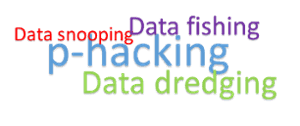 Data fishing
Data snooping
p-hacking
Data dredging